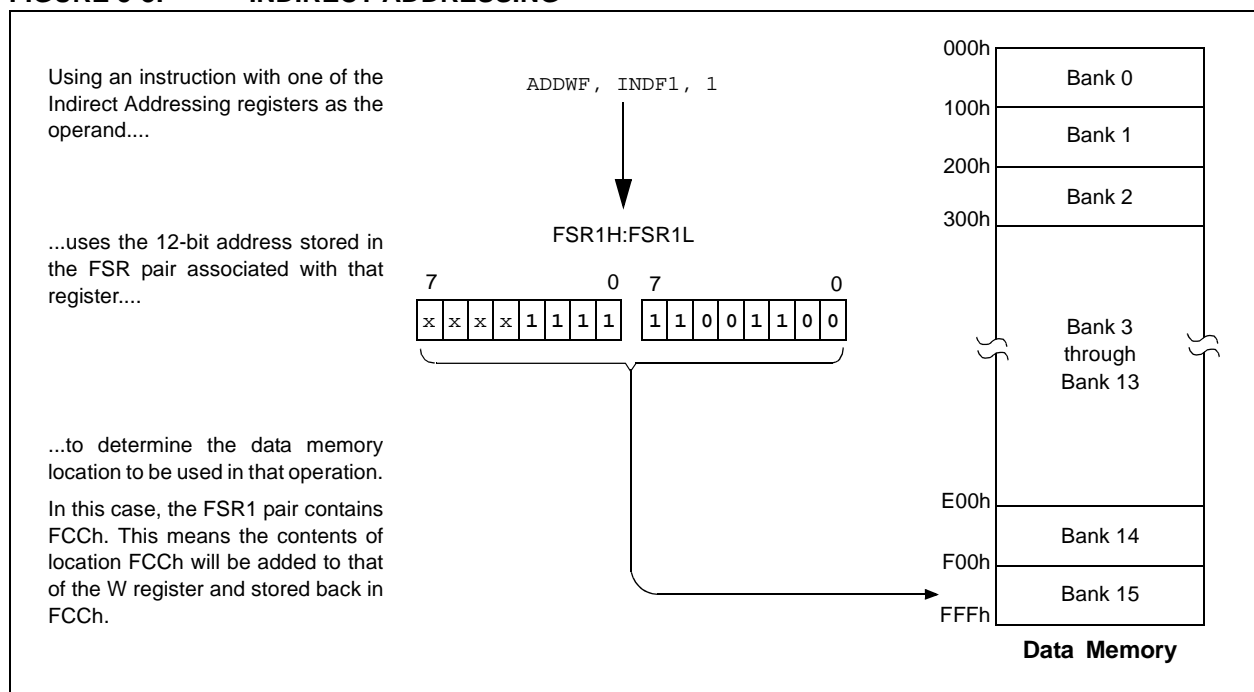 Using an instruction with one of the
Indirect Addressing registers as the
operand....
ADDWF, INDF1, 1
...uses the 12-bit address stored in
the FSR pair associated with that
register....
FSR1H:FSR1L
7 0 7 0
x x x x 1 1 1 1 1 1 0 0 1 1 0 0
...to determine the data memory
location to be used in that operation.
In this case, the FSR1 pair contains
FCCh. This means the contents of
location FCCh will be added to that
of the W register and stored back in
FCCh.
000h
Bank 0
100h
Bank 1
200h
Bank 2
300h
Bank 3
through
Bank 13
E00h
Bank 14
F00h
Bank 15
FFFh
Data Memory